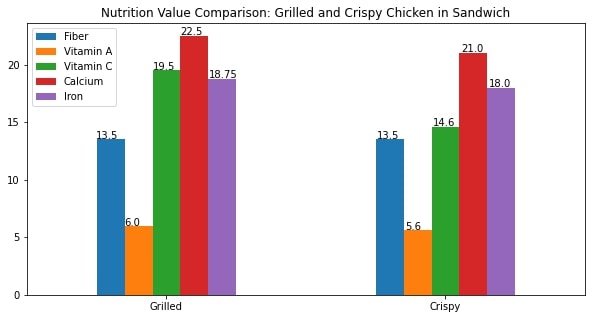 Nutrition Value Comparison: Grilled and Crispy Chicken in Sandwich
Fiber
Vitamin A
Vitamin C
Calcium
Iron
20
15
10
5
0
13.5
6.0
19.5
22.5
18.75
13.5
5.6
14.6
21.0
18.0
Grilled
Crispy